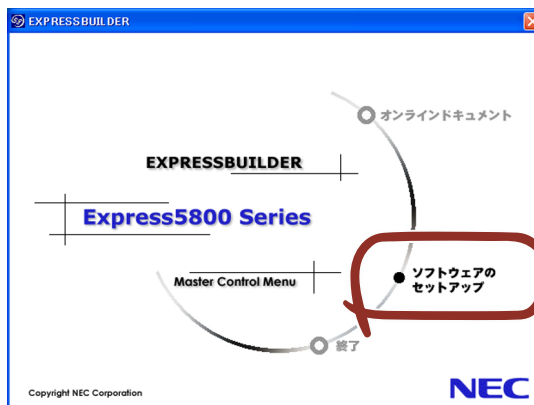 EXPRESSBUILDER
オンラインドキュメント
EXPRESSBUILDER
Express5800 Series
ソフトウェアの
セットアップ
Master Control Menu
終了
Copyright NEC Corporation
NEC